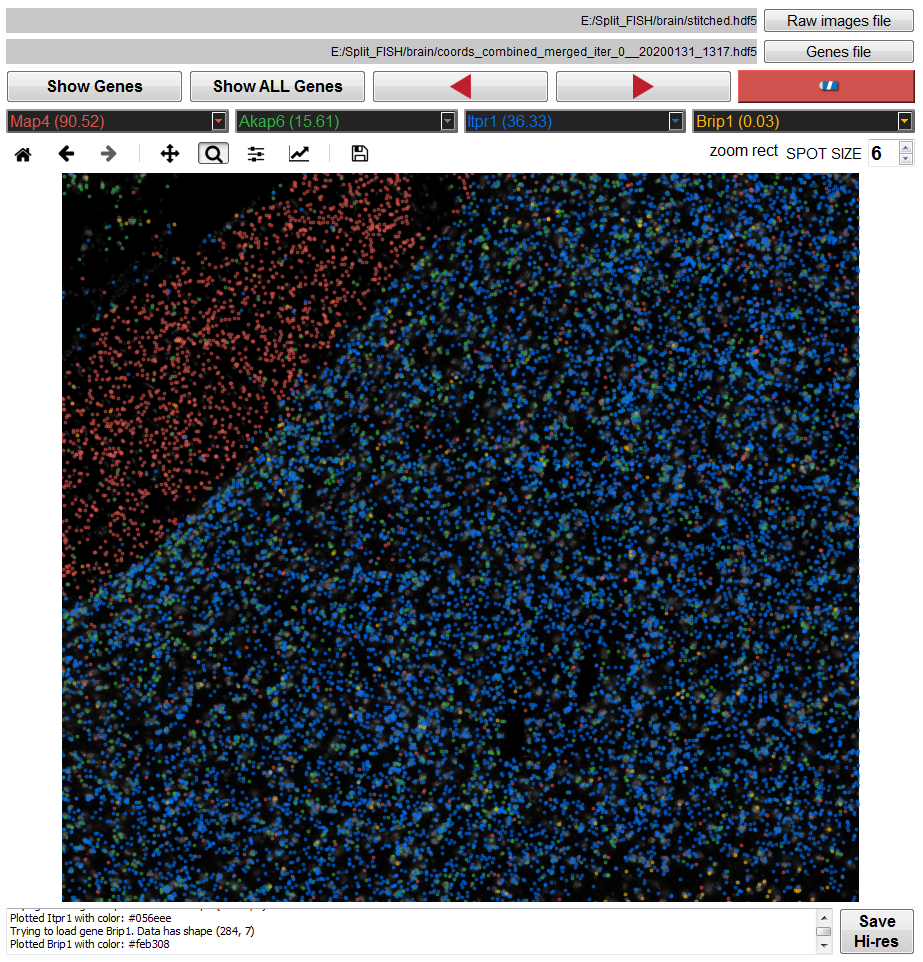 E:/Split_FISH/brain/stitched.hdf5 Raw images file
E:/Split_FISH/brain/coords_combined_merged_iter_0__20200131_1317.hdf5 Genes file
Show Genes Show ALL Genes
Map4 (90.52) Akap6 (15.61) Itpr1 (36.33) Brip1 (0.03)
zoom rect SPOT SIZE 6
Plotted Itpr1 with color: #056eee
Trying to load gene Brip1. Data has shape (284, 7)
Plotted Brip1 with color: #feb308
Save
Hi-res